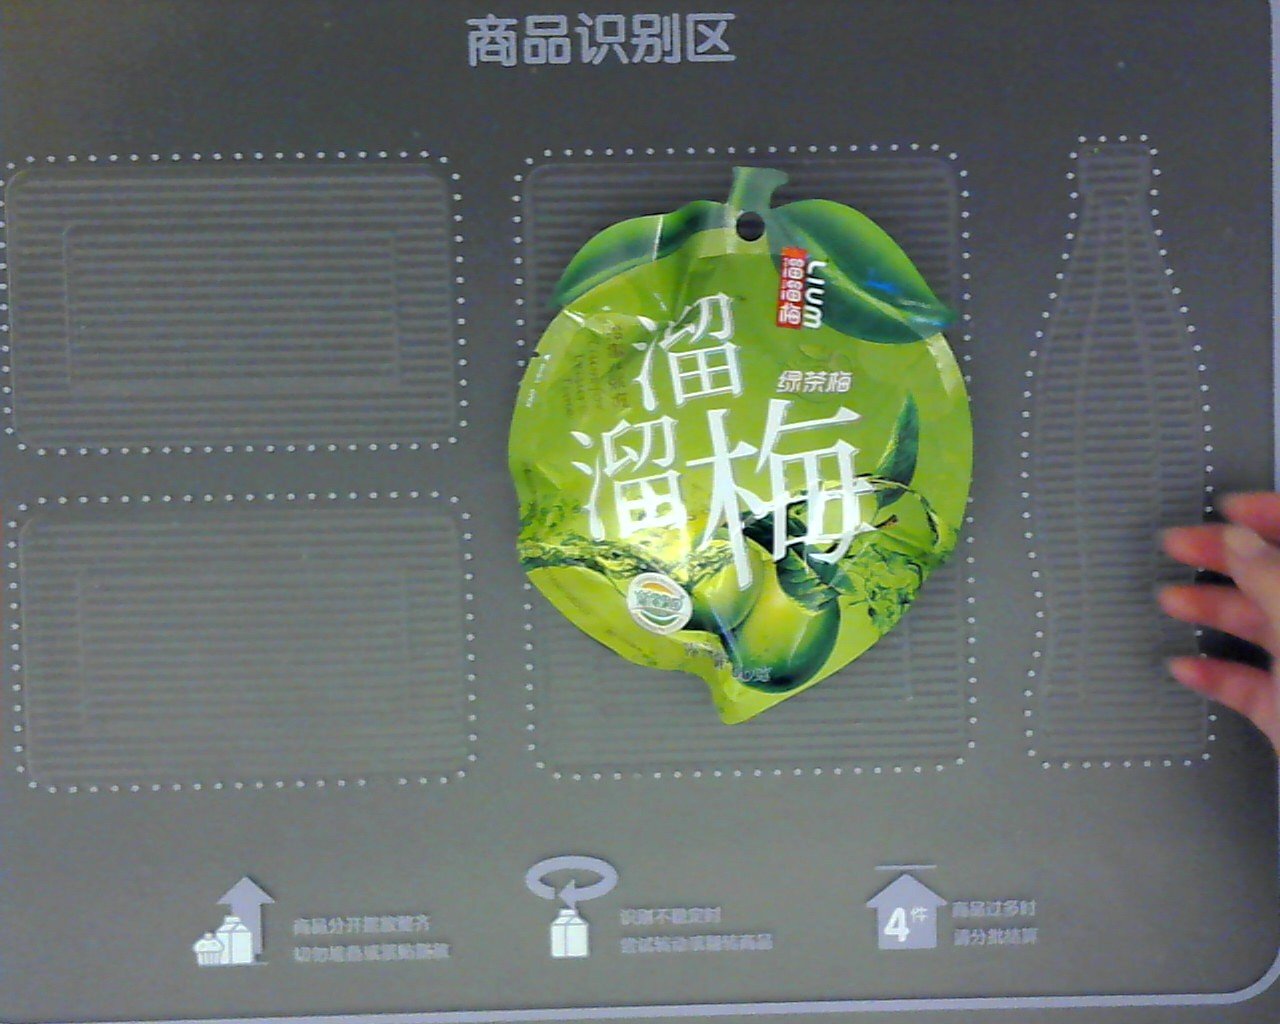 商品识别区
LIUM
溜溜梅
溜
溜梅
绿茶梅
商品分开摆放整齐
切勿堆叠或紧贴摆放
识别不稳定时
尝试转动或翻转商品
4件
商品过多时
请分批结算